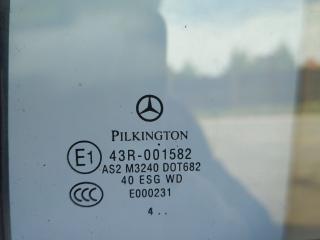 PILKINGTON
E1 43R-001582
AS2 M3240 DOT682
40 ESG WD
CCC E000231
4..